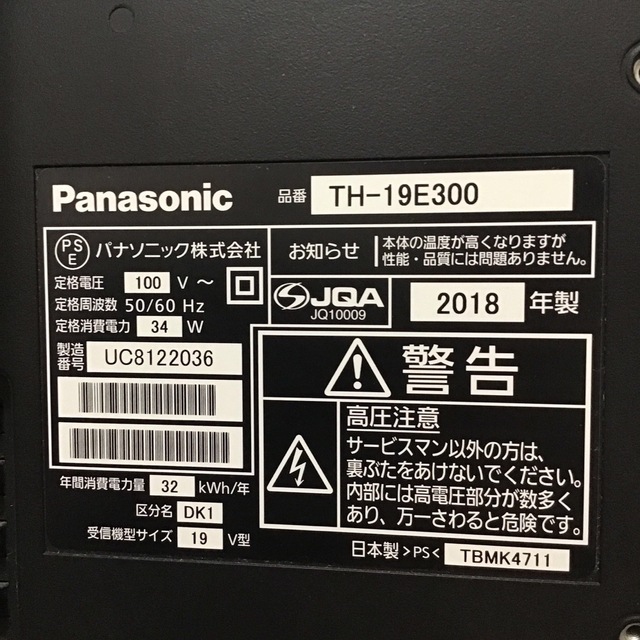 Panasonic 品番 TH-19E300
PS E パナソニック株式会社
定格電圧 100 V ～
定格周波数 50/60 Hz
定格消費電力 34 W
製造番号 UC8122036
お知らせ 本体の温度が高くなりますが
性能・品質には問題ありません。
JQA
JQ10009
2018 年製
警告
高圧注意
サービスマン以外の方は、
裏ぶたをあけないでください。
内部には高電圧部分が数多く
あり、万一さわると危険です。
年間消費電力量 32 kWh/年
区分名 DK1
受信機型サイズ 19 V型
日本製 >PS< TBMK4711